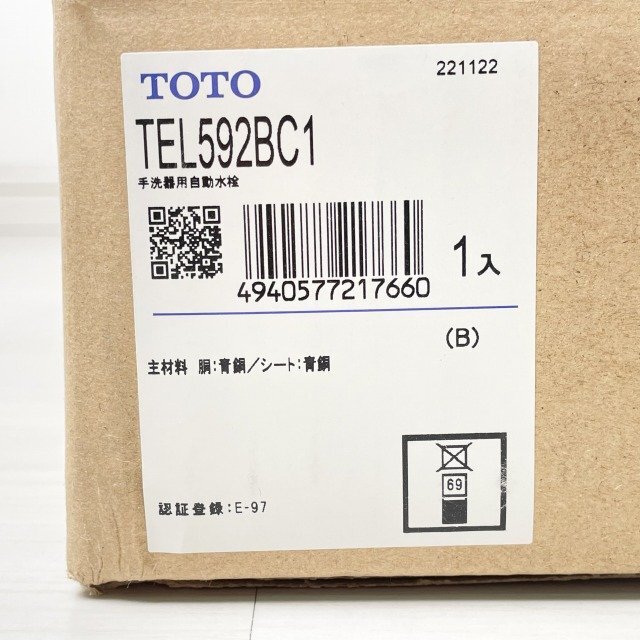 TOTO
221122
TEL592BC1
手洗器用自動水栓
4940577217660
1入
(B)
主材料 胴:青銅/シート:青銅
69
認証登録:E-97